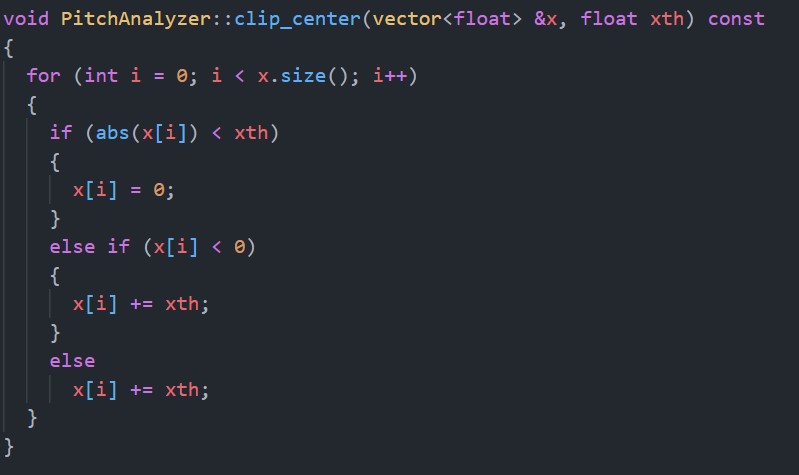 void PitchAnalyzer::clip_center(vector<float> &x, float xth) const
{
  for (int i = 0; i < x.size(); i++)
  {
    if (abs(x[i]) < xth)
    {
      x[i] = 0;
    }
    else if (x[i] < 0)
    {
      x[i] += xth;
    }
    else
      x[i] += xth;
  }
}